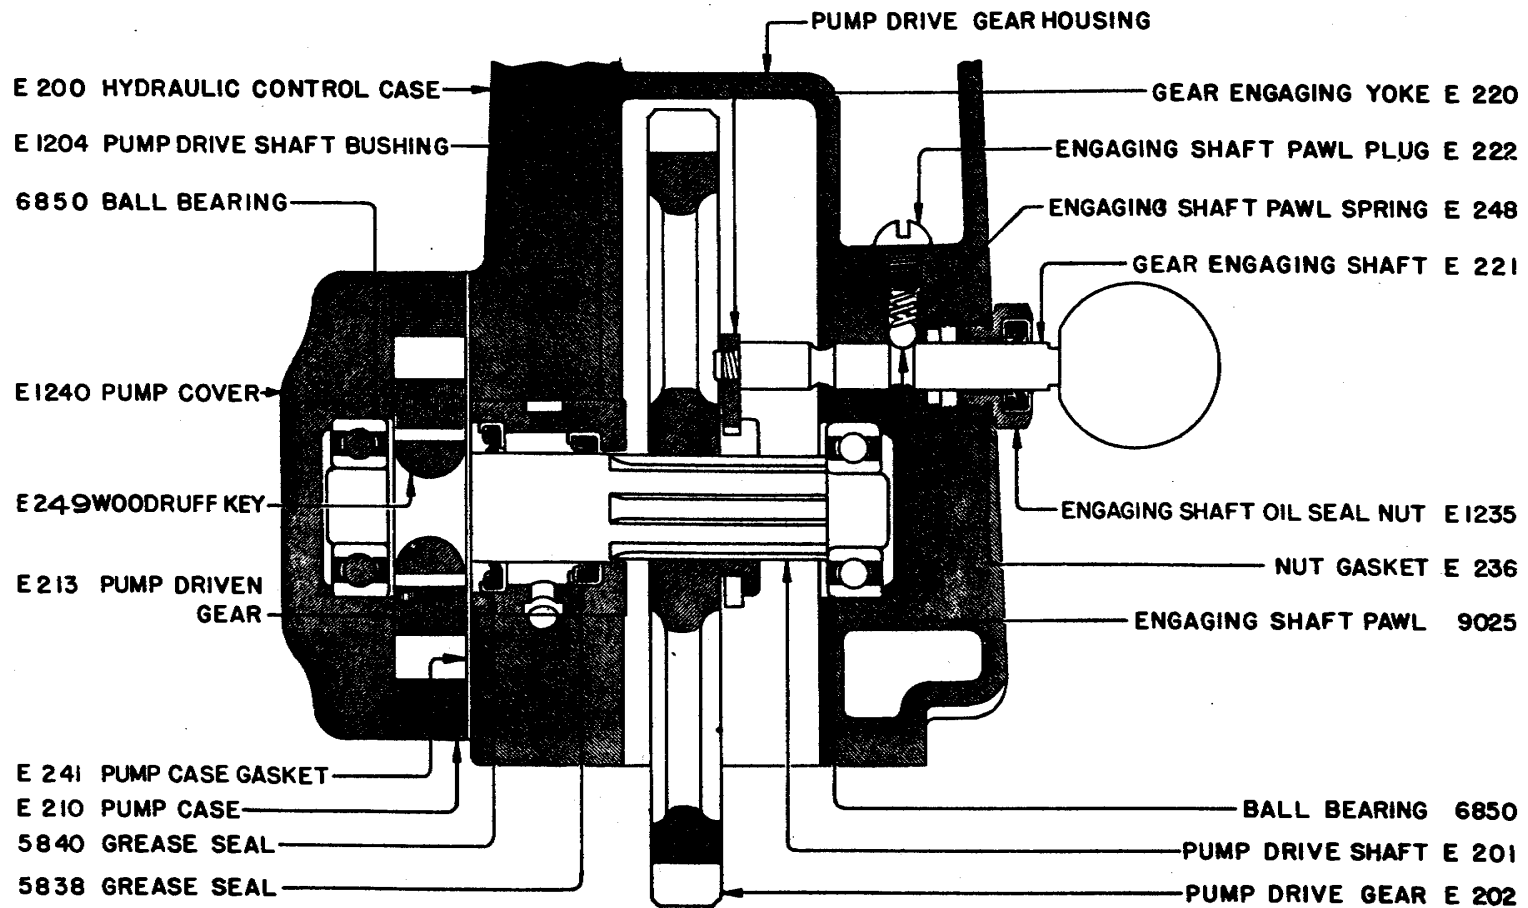 PUMP DRIVE GEAR HOUSING
E 200 HYDRAULIC CONTROL CASE
E 1204 PUMP DRIVE SHAFT BUSHING
6850 BALL BEARING
E1240 PUMP COVER
E 249 WOODRUFF KEY
E 213 PUMP DRIVEN
GEAR
E 241 PUMP CASE GASKET
E 210 PUMP CASE
5840 GREASE SEAL
5838 GREASE SEAL
GEAR ENGAGING YOKE E 220
ENGAGING SHAFT PAWL PLUG E 222
ENGAGING SHAFT PAWL SPRING E 248
GEAR ENGAGING SHAFT E 221
ENGAGING SHAFT OIL SEAL NUT E 1235
NUT GASKET E 236
ENGAGING SHAFT PAWL 9025
BALL BEARING 6850
PUMP DRIVE SHAFT E 201
PUMP DRIVE GEAR E 202